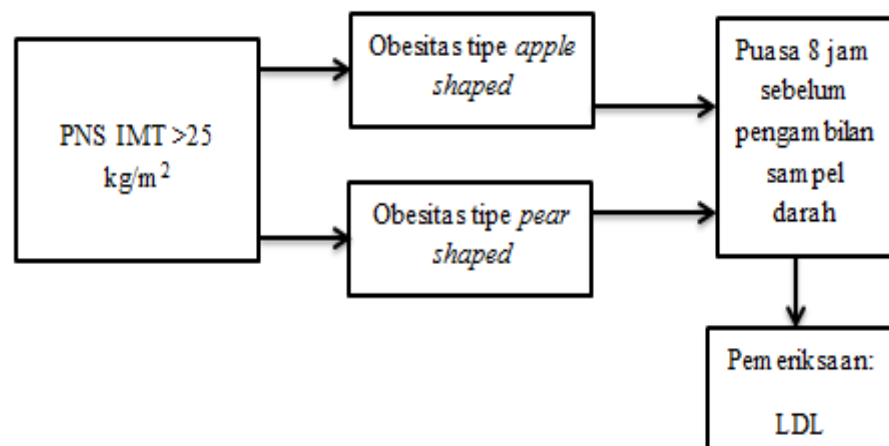 PNS IMT >25
kg/m²
Obesitas tipe apple
shaped
Obesitas tipe pear
shaped
Puasa 8 jam
sebelum
pengambilan
sampel
darah
Pemeriksaan:
LDL